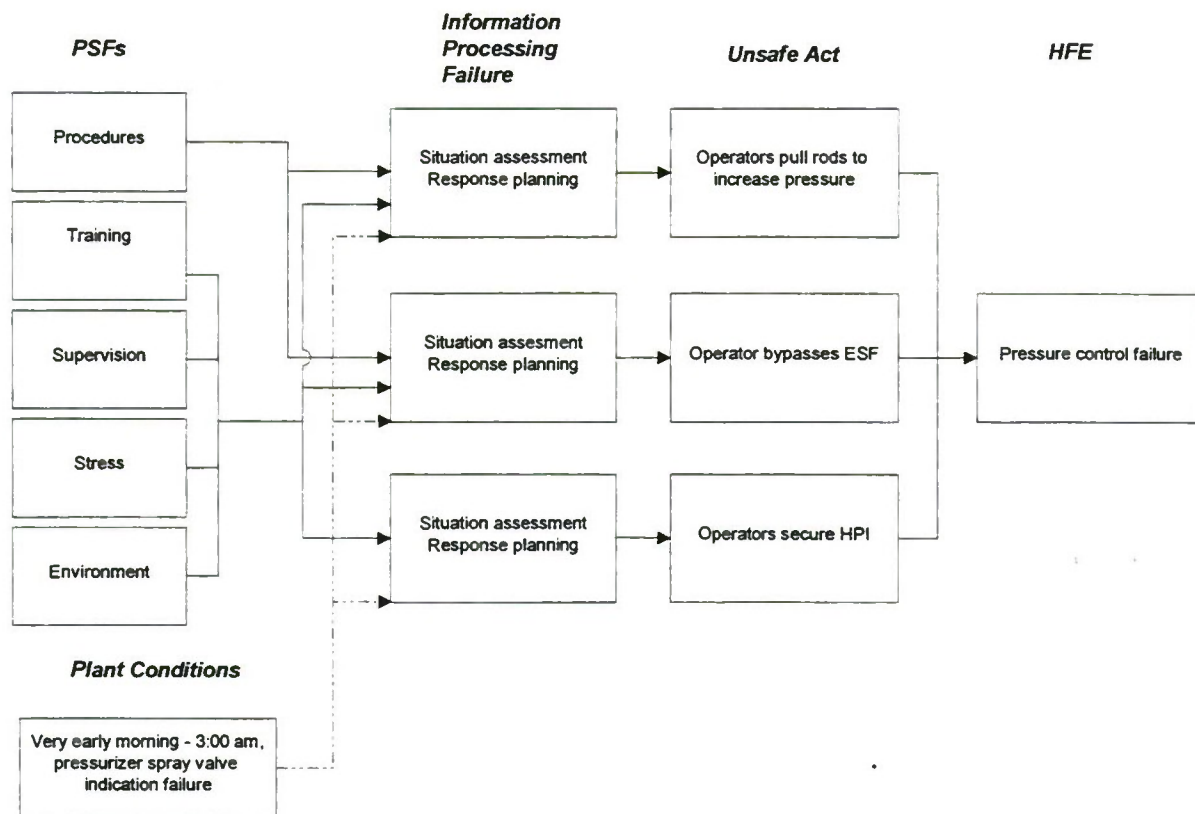 PSFs
Procedures
Training
Supervision
Stress
Environment
Plant Conditions
Very early morning - 3:00 am,
pressurizer spray valve
indication failure
Information
Processing
Failure
Situation assessment
Response planning
Situation assesment
Response planning
Situation assessment
Response planning
Unsafe Act
Operators pull rods to
increase pressure
Operator bypasses ESF
Operators secure HPI
HFE
Pressure control failure